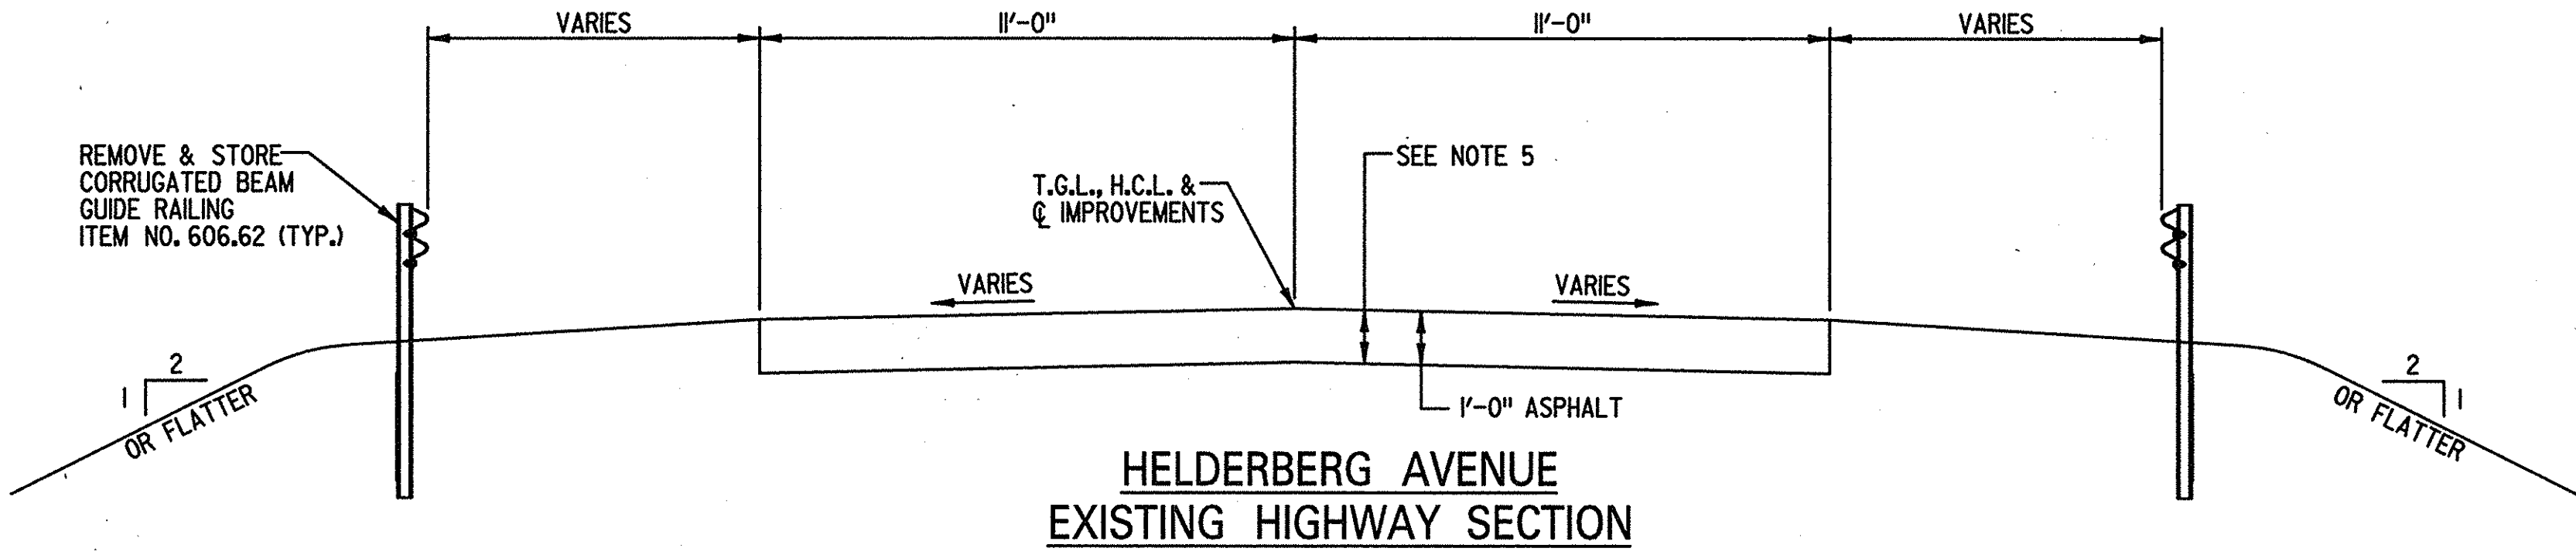 VARIES
11'-0"
11'-0"
VARIES
REMOVE & STORE
CORRUGATED BEAM
GUIDE RAILING
ITEM NO. 606.62 (TYP.)
SEE NOTE 5
T.G.L., H.C.L. &
℄ IMPROVEMENTS
VARIES
VARIES
2
1
OR FLATTER
2
1
OR FLATTER
1'-0" ASPHALT
HELDERBERG AVENUE
EXISTING HIGHWAY SECTION